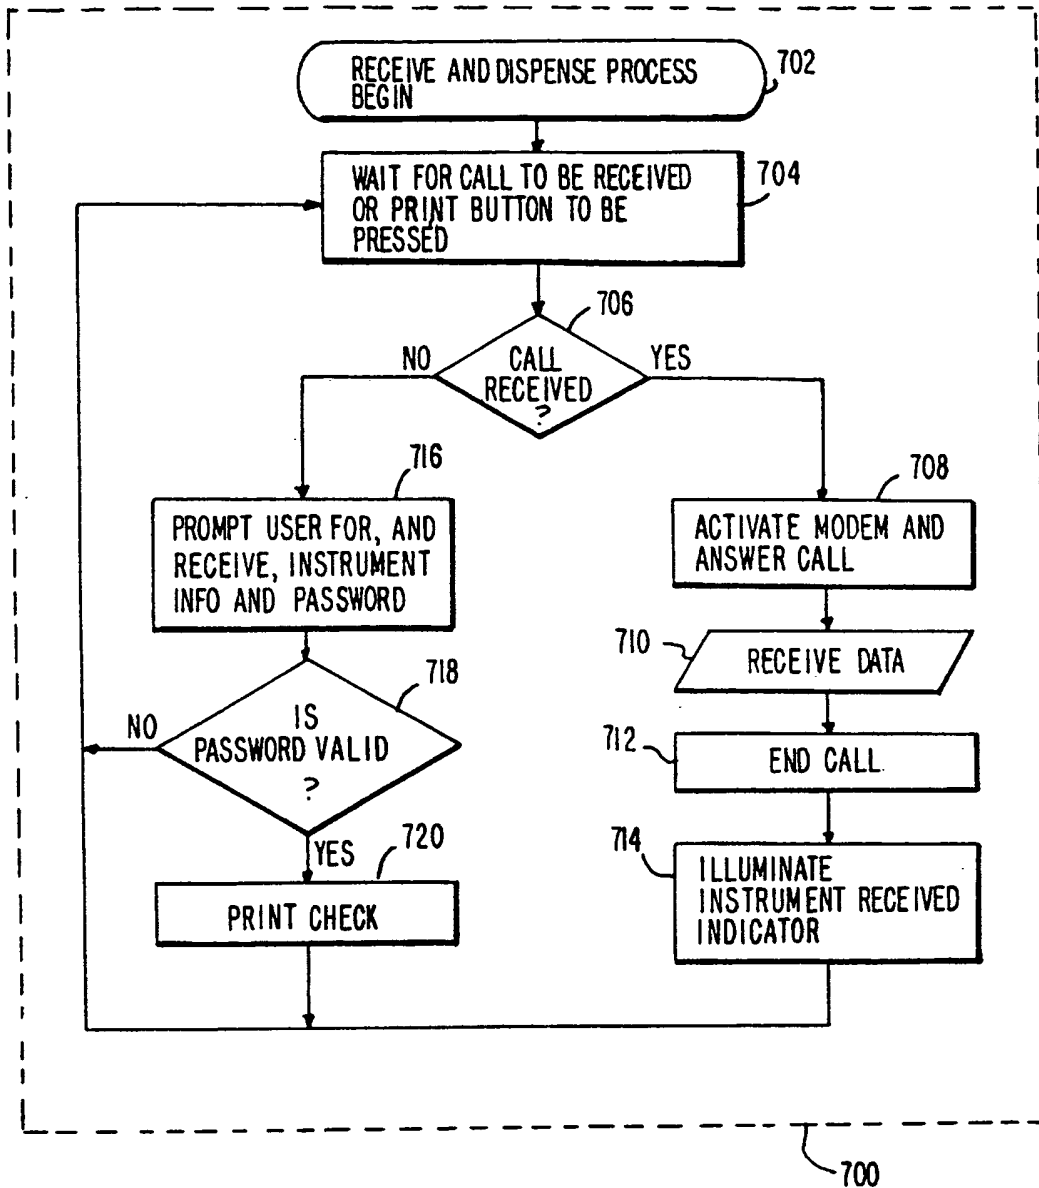 RECEIVE AND DISPENSE PROCESS
BEGIN
702
WAIT FOR CALL TO BE RECEIVED
OR PRINT BUTTON TO BE
PRESSED
704
706
NO
CALL
RECEIVED
?
YES
716
PROMPT USER FOR, AND
RECEIVE, INSTRUMENT
INFO AND PASSWORD
708
ACTIVATE MODEM AND
ANSWER CALL
710
RECEIVE DATA
718
NO
IS
PASSWORD VALID
?
YES
712
END CALL
720
PRINT CHECK
714
ILLUMINATE
INSTRUMENT RECEIVED
INDICATOR
700